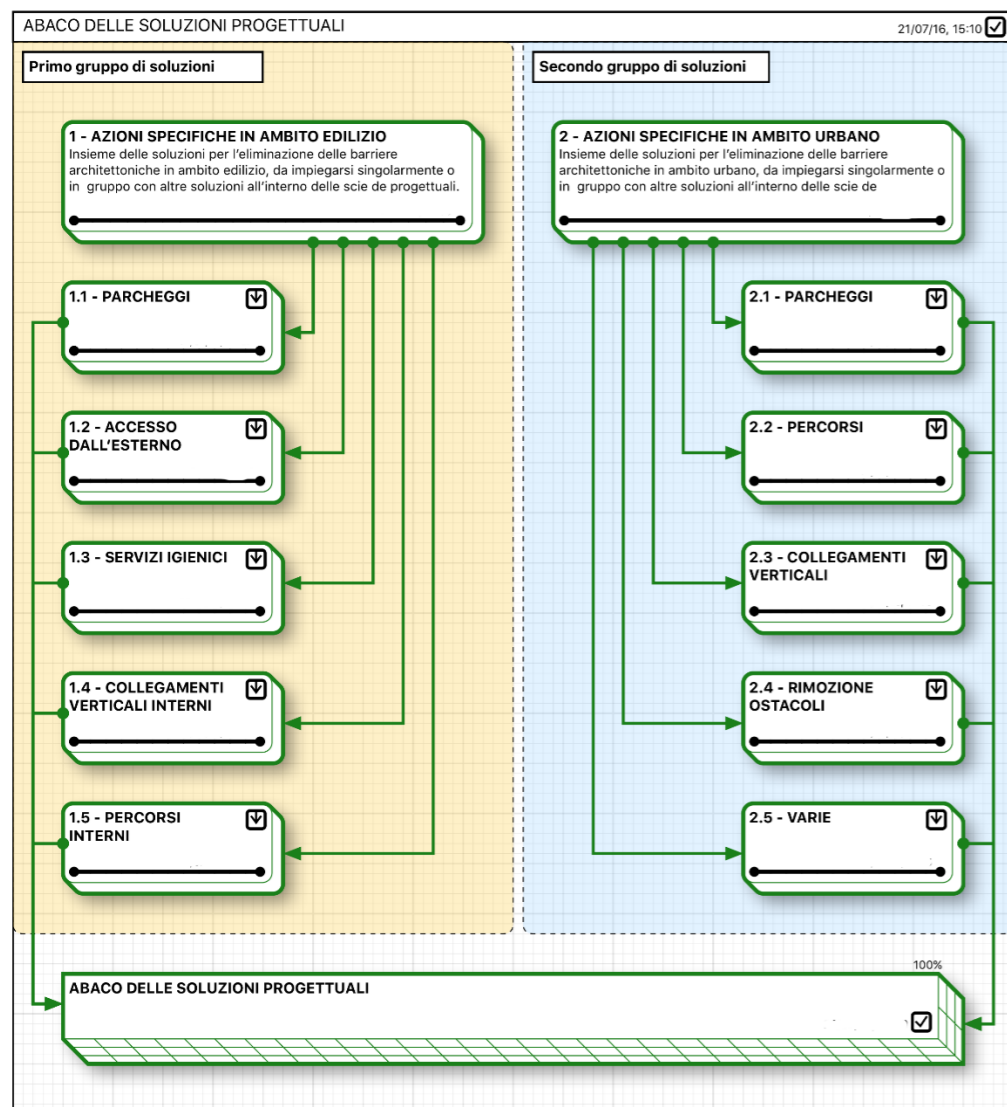 ABACO DELLE SOLUZIONI PROGETTUALI
21/07/16, 15:10
Primo gruppo di soluzioni
Secondo gruppo di soluzioni
1 - AZIONI SPECIFICHE IN AMBITO EDILIZIO
Insieme delle soluzioni per l'eliminazione delle barriere
architettoniche in ambito edilizio, da impiegarsi singolarmente o
in gruppo con altre soluzioni all'interno delle scie de progettuali.
2 - AZIONI SPECIFICHE IN AMBITO URBANO
Insieme delle soluzioni per l'eliminazione delle barriere
architettoniche in ambito urbano, da impiegarsi singolarmente o
in gruppo con altre soluzioni all'interno delle scie de
1.1 - PARCHEGGI
2.1 - PARCHEGGI
1.2 - ACCESSO
DALL'ESTERNO
2.2 - PERCORSI
1.3 - SERVIZI IGIENICI
2.3 - COLLEGAMENTI
VERTICALI
1.4 - COLLEGAMENTI
VERTICALI INTERNI
2.4 - RIMOZIONE
OSTACOLI
1.5 - PERCORSI
INTERNI
2.5 - VARIE
100%
ABACO DELLE SOLUZIONI PROGETTUALI